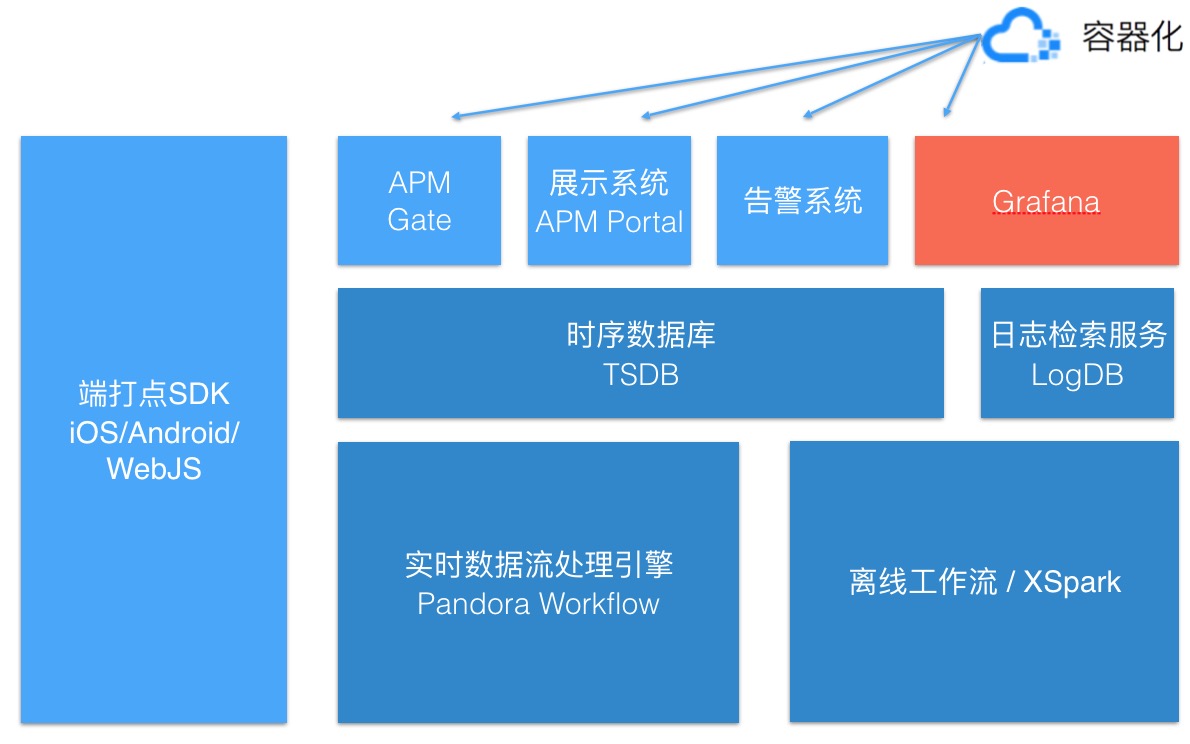 容器化
APM
Gate
展示系统
APM Portal
告警系统
Grafana
端打点SDK
iOS/Android/
WebJS
时序数据库
TSDB
日志检索服务
LogDB
实时数据流处理引擎
Pandora Workflow
离线工作流 / XSpark